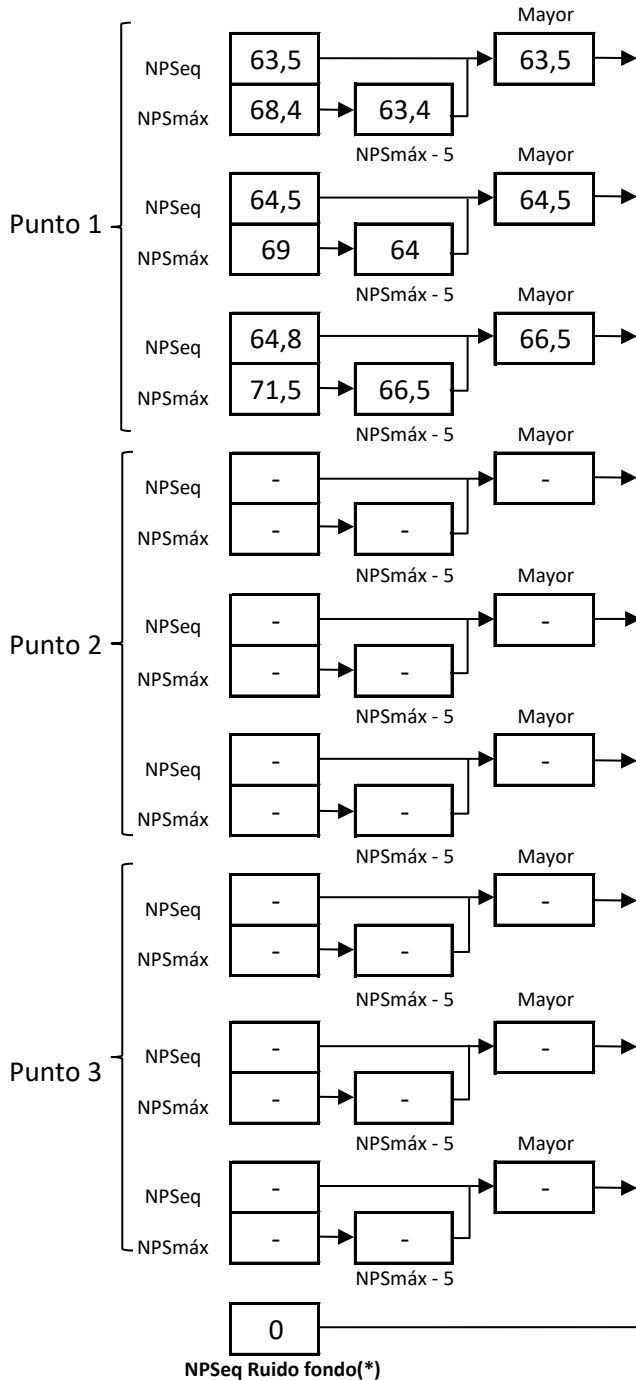 Mayor
NPSeq 63,5 63,5
NPSmáx 68,4 63,4
NPSmáx - 5 Mayor
Punto 1
NPSeq 64,5 64,5
NPSmáx 69 64
NPSmáx - 5 Mayor
NPSeq 64,8 66,5
NPSmáx 71,5 66,5
NPSmáx - 5 Mayor
NPSeq - -
NPSmáx - -
NPSmáx - 5 Mayor
Punto 2
NPSeq - -
NPSmáx - -
NPSmáx - 5 Mayor
NPSeq - -
NPSmáx - -
NPSmáx - 5 Mayor
NPSeq - -
NPSmáx - -
NPSmáx - 5 Mayor
Punto 3
NPSeq - -
NPSmáx - -
NPSmáx - 5 Mayor
NPSeq - -
NPSmáx - -
NPSmáx - 5
0
NPSeq Ruido fondo(*)